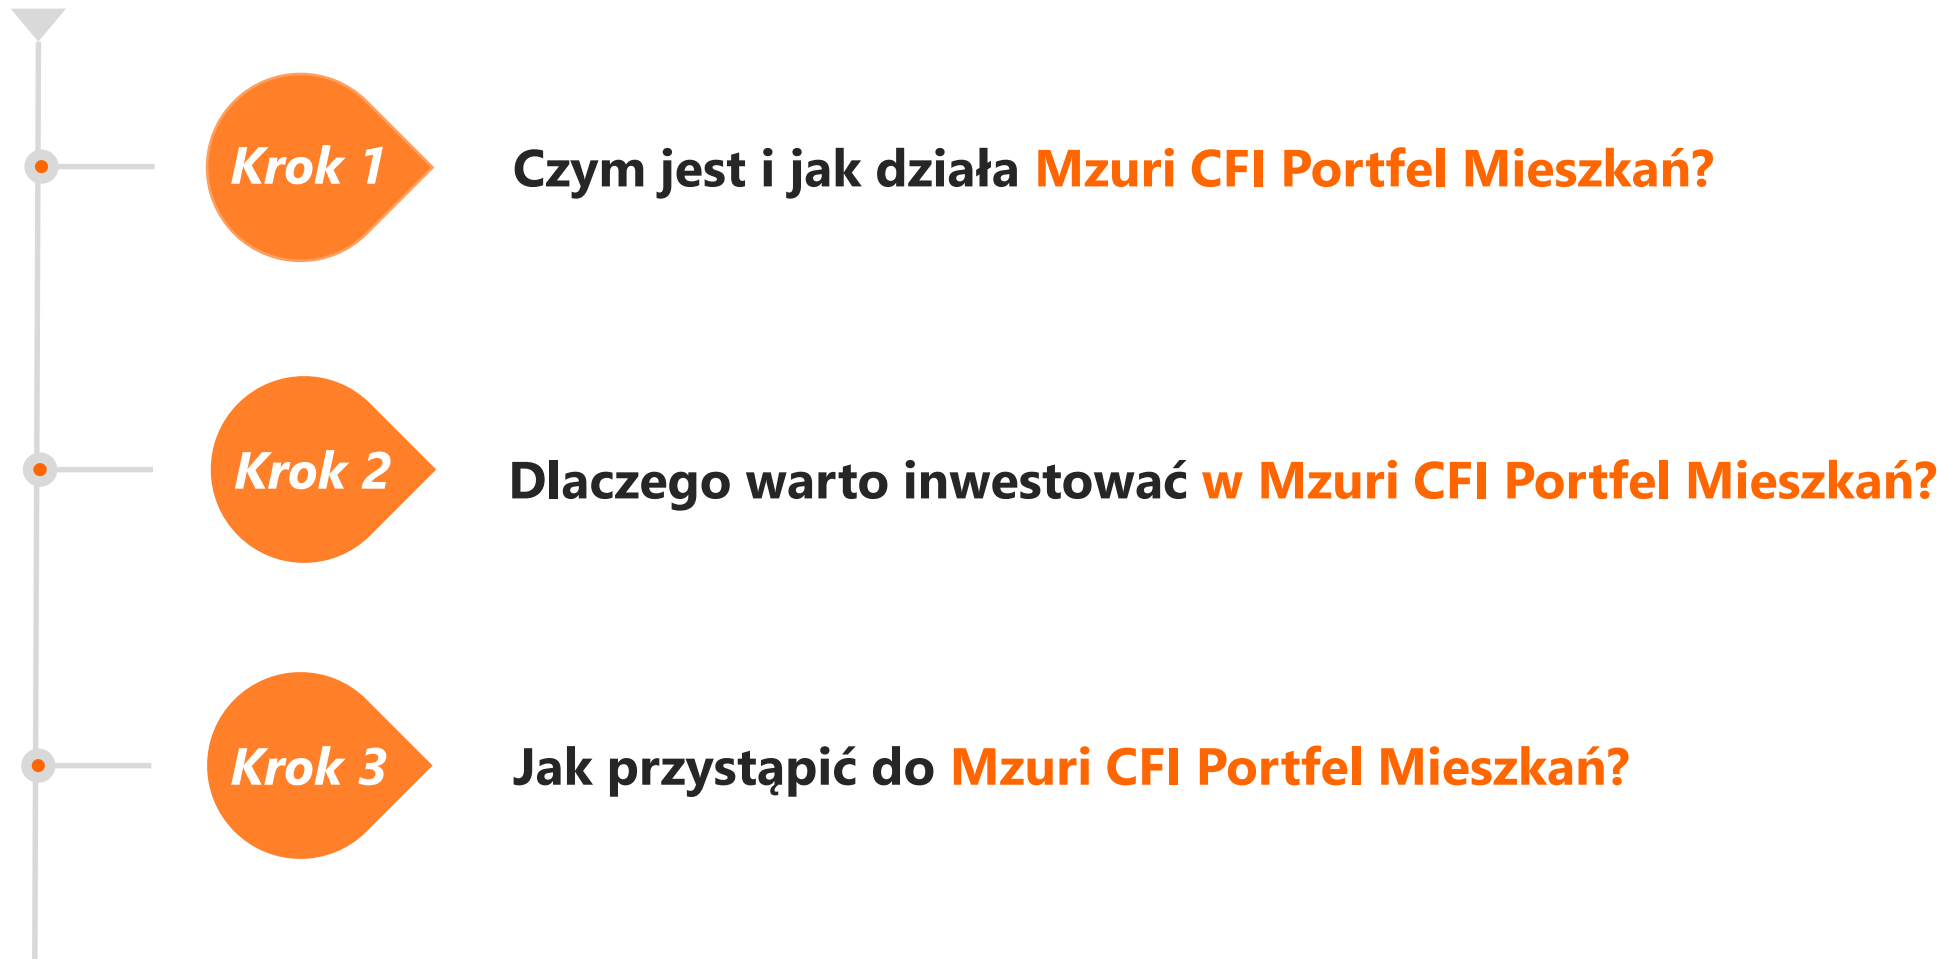 Krok 1
Czym jest i jak działa Mzuri CFI Portfel Mieszkań?
Krok 2
Dlaczego warto inwestować w Mzuri CFI Portfel Mieszkań?
Krok 3
Jak przystąpić do Mzuri CFI Portfel Mieszkań?